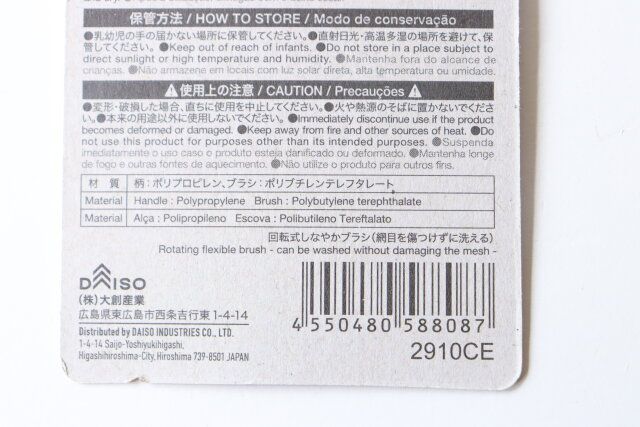 保管方法 / HOW TO STORE / Modo de conservação
●乳幼児の手の届かない場所に保管してください。●直射日光・高温多湿の場所を避けて、保
管してください。●Keep out of reach of infants. ●Do not store in a place subject to
direct sunlight or high temperature and humidity. ●Mantenha fora do alcance de
crianças. ●Não armazene em locais com luz solar direta, alta temperatura ou umidade.
⚠使用上の注意 / CAUTION / Precauções⚠
●変形・破損した場合、直ちに使用を中止してください。●火や熱源のそばに置かないでくださ
い。●本来の用途以外に使用しないでください。●Immediately discontinue use if the product
becomes deformed or damaged. ●Keep away from fire and other sources of heat. ●Do
not use this product for purposes other than its intended purposes. ●Suspenda
imediatamente o uso caso o produto esteja danificado ou deformado. ●Mantenha longe
de fogo e outras fontes de aquecimento. ●Não utilize o produto para outros fins.
材 質 柄：ポリプロピレン、ブラシ：ポリブチレンテレフタレート
Material Handle : Polypropylene Brush : Polybutylene terephthalate
Material Alça : Polipropileno Escova : Polibutileno Tereftalato
回転式しなやかブラシ(網目を傷つけずに洗える)
Rotating flexible brush - can be washed without damaging the mesh -
DAISO
(株)大創産業
広島県東広島市西条吉行東1-4-14
Distributed by DAISO INDUSTRIES CO., LTD.
1-4-14 Saijo-Yoshiyukihigashi,
Higashihiroshima-City, Hiroshima 739-8501 JAPAN
4 550480 588087
2910CE